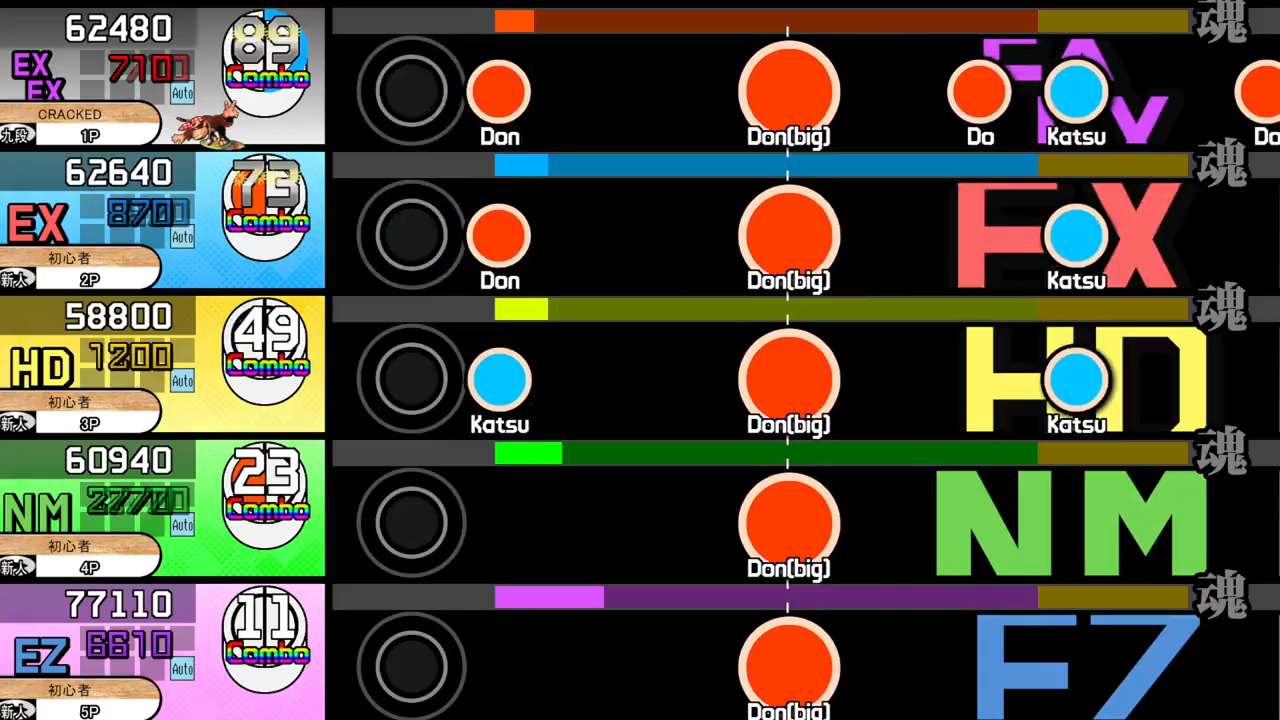 62480
89
魂
EX
7100
EX
Combo
Auto
CRACKED
九段
1P
Don
Don(big)
Do
Katsu
62640
73
魂
8700
EX
Combo
EX
Auto
初心者
新人
2P
Don
Don(big)
Katsu
58800
49
魂
1200
HD
Combo
HD
Auto
初心者
新人
3P
Katsu
Don(big)
Katsu
60940
23
魂
NM
Combo
NM
Auto
初心者
新人
4P
Don(big)
77110
11
魂
6610
EZ
Combo
EZ
Auto
初心者
新人
5P
Don(big)